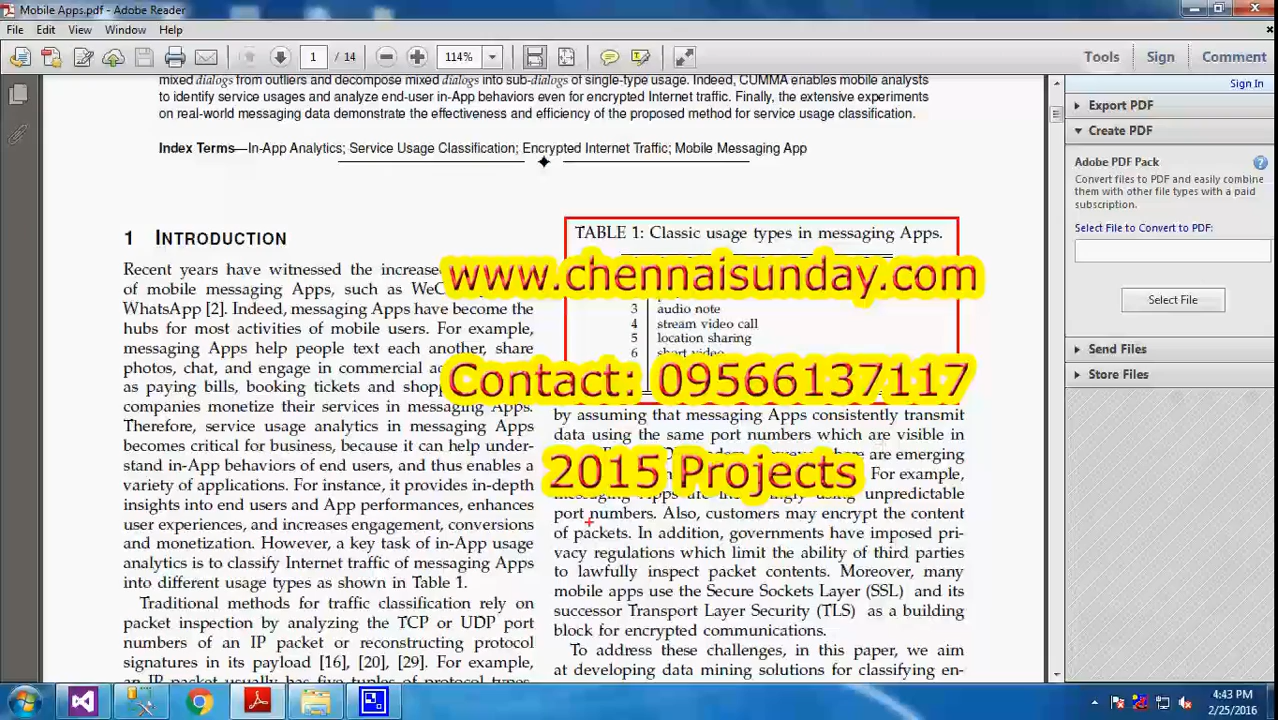 Mobile Apps.pdf - Adobe Reader
File Edit View Window Help
1 / 14 114% Tools Sign Comment
Sign In
Export PDF
Create PDF
Adobe PDF Pack
Convert files to PDF and easily combine
them with other file types with a paid
subscription.
Select File to Convert to PDF:
Select File
Send Files
Store Files
mixed dialogs from outliers and decompose mixed dialogs into sub-dialogs of single-type usage. Indeed, CUMMA enables mobile analysts
to identify service usages and analyze end-user in-App behaviors even for encrypted Internet traffic. Finally, the extensive experiments
on real-world messaging data demonstrate the effectiveness and efficiency of the proposed method for service usage classification.
Index Terms—In-App Analytics; Service Usage Classification; Encrypted Internet Traffic; Mobile Messaging App
1 INTRODUCTION
Recent years have witnessed the increased
of mobile messaging Apps, such as
WhatsApp [2]. Indeed, messaging Apps have become the
hubs for most activities of mobile users. For example,
messaging Apps help people text each another, share
photos, chat, and engage in commercial
as paying bills, booking tickets and
companies monetize their services in messaging Apps.
Therefore, service usage analytics in messaging Apps
becomes critical for business, because it can help under-
stand in-App behaviors of end users, and thus enables a
variety of applications. For instance, it provides in-depth
insights into end users and App performances, enhances
user experiences, and increases engagement, conversions
and monetization. However, a key task of in-App usage
analytics is to classify Internet traffic of messaging Apps
into different usage types as shown in Table 1.
Traditional methods for traffic classification rely on
packet inspection by analyzing the TCP or UDP port
numbers of an IP packet or reconstructing protocol
signatures in its payload [16], [20], [29]. For example,
an IP packet usually has five tuples of protocol types,
TABLE 1: Classic usage types in messaging Apps.
3 audio note
4 stream video call
5 location sharing
6 short video
www.chennaisunday.com
Contact: 09566137117
2015 Projects
by assuming that messaging Apps consistently transmit
data using the same port numbers which are visible in
are emerging
For example,
messaging Apps are increasingly using unpredictable
port numbers. Also, customers may encrypt the content
of packets. In addition, governments have imposed pri-
vacy regulations which limit the ability of third parties
to lawfully inspect packet contents. Moreover, many
mobile apps use the Secure Sockets Layer (SSL) and its
successor Transport Layer Security (TLS) as a building
block for encrypted communications.
To address these challenges, in this paper, we aim
at developing data mining solutions for classifying en-
4:43 PM
2/25/2016